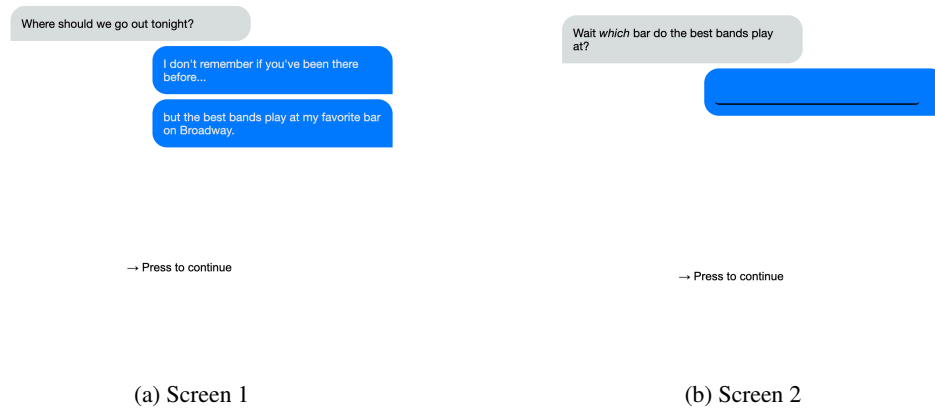 Where should we go out tonight?
I don't remember if you've been there
before...
but the best bands play at my favorite bar
on Broadway.
→ Press to continue
(a) Screen 1
Wait which bar do the best bands play
at?
→ Press to continue
(b) Screen 2